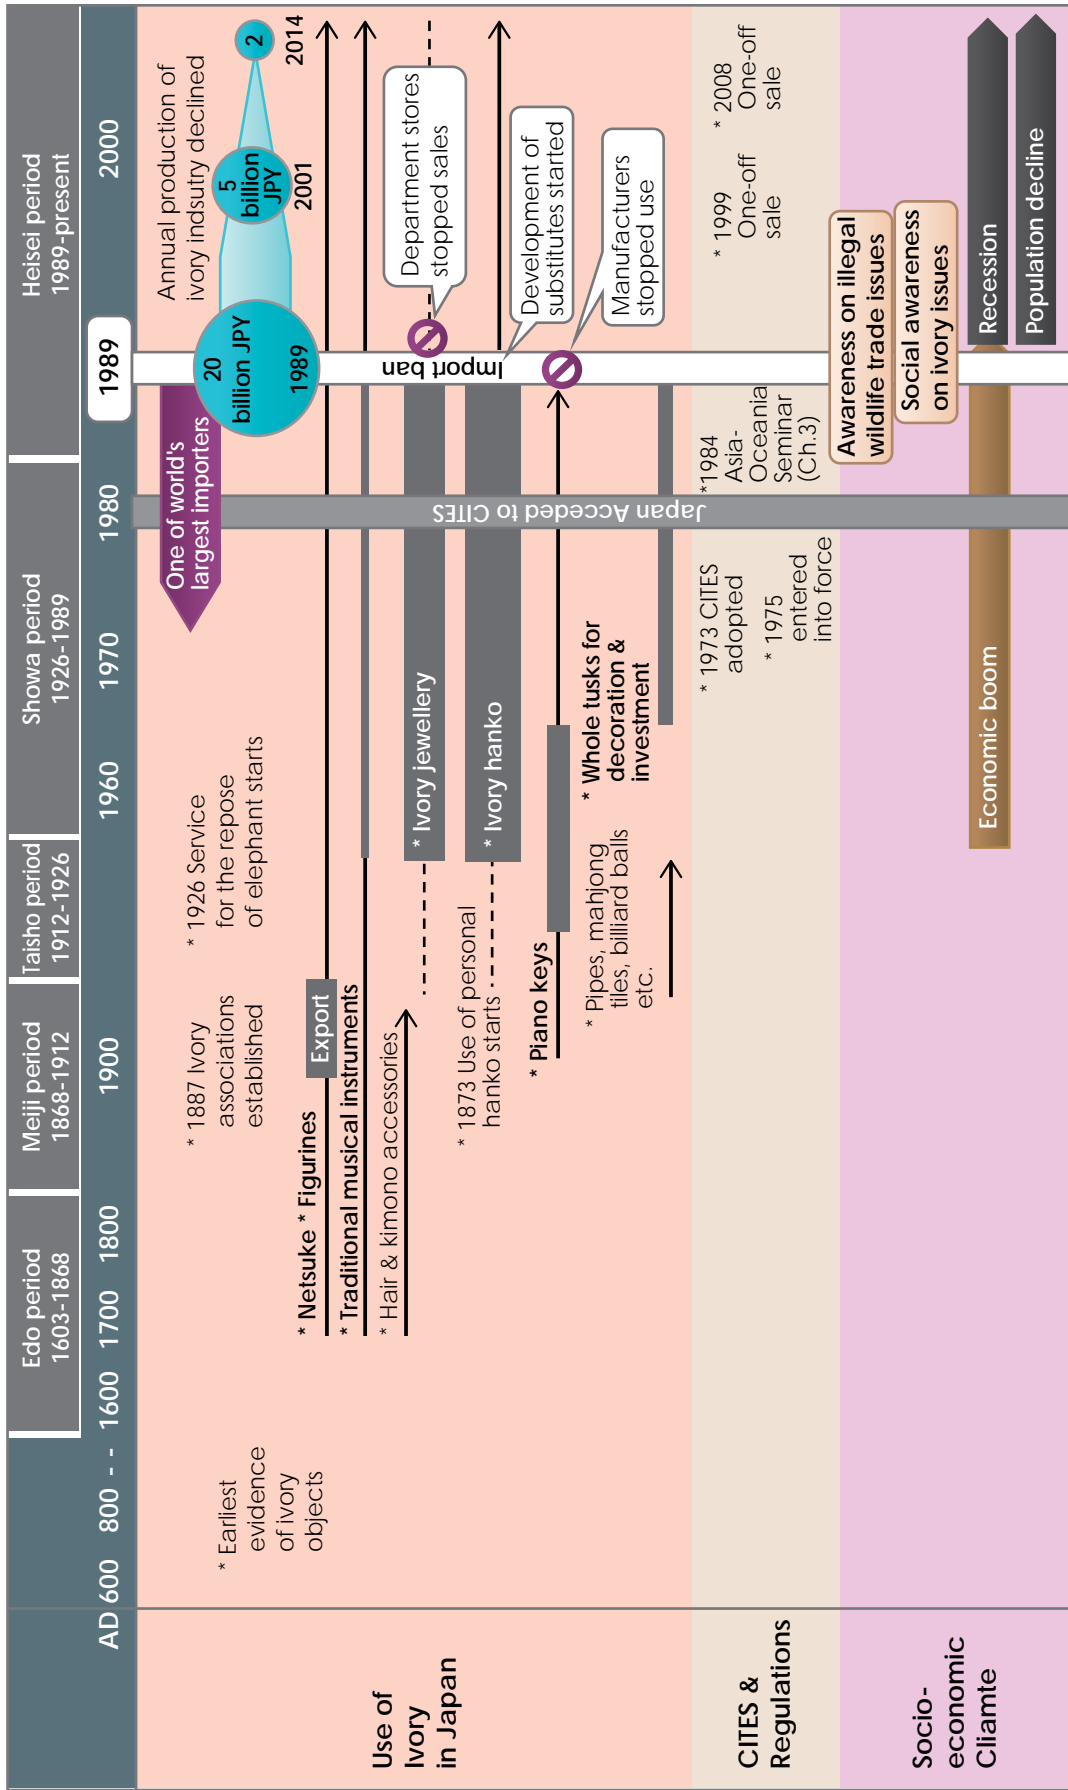 Edo period
1603-1868
Meiji period
1868-1912
Taisho period
1912-1926
Showa period
1926-1989
Heisei period
1989-present
AD 600
800 - -
1600
1700
1800
1900
1960
1970
1980
1989
2000
Use of
Ivory
in Japan
* Earliest
evidence
of ivory
objects
* 1887 Ivory
associations
established
* 1926 Service
for the repose
of elephant starts
One of world's
largest importers
Annual production of
ivory indsutry declined
20
billion JPY
1989
5
billion
JPY
2001
2
2014
* Netsuke * Figurines
Export
* Traditional musical instruments
* Hair & kimono accessories
* Ivory jewellery
Department stores
stopped sales
* 1873 Use of personal
hanko starts
* Ivory hanko
Import ban
Development of
substitutes started
* Piano keys
Manufacturers
stopped use
* Pipes, mahjong
tiles, billiard balls
etc.
* Whole tusks for
decoration &
investment
Japan Acceded to CITES
CITES &
Regulations
* 1973 CITES
adopted
* 1975
entered
into force
*1984
Asia-
Oceania
Seminar
(Ch.3)
* 1999
One-off
sale
* 2008
One-off
sale
Socio-
economic
Cliamte
Awareness on illegal
wildlife trade issues
Social awareness
on ivory issues
Economic boom
Recession
Population decline